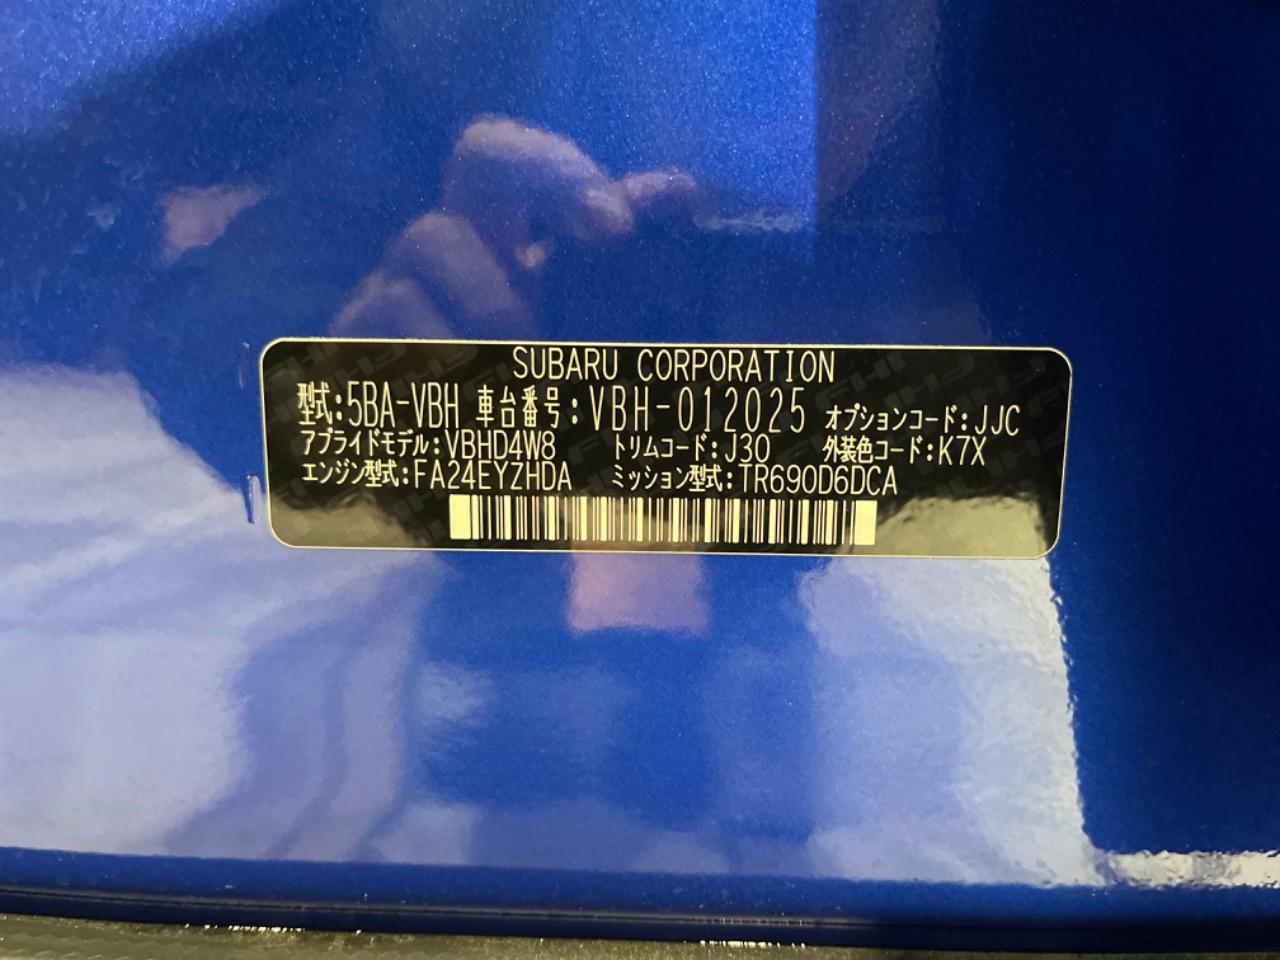 SUBARU CORPORATION
型式:5BA-VBH 車台番号:VBH-012025 オプションコード:JJC
アプライドモデル:VBHD4W8 トリムコード:J30 外装色コード:K7X
エンジン型式:FA24EYZHDA ミッション型式:TR690D6DCA